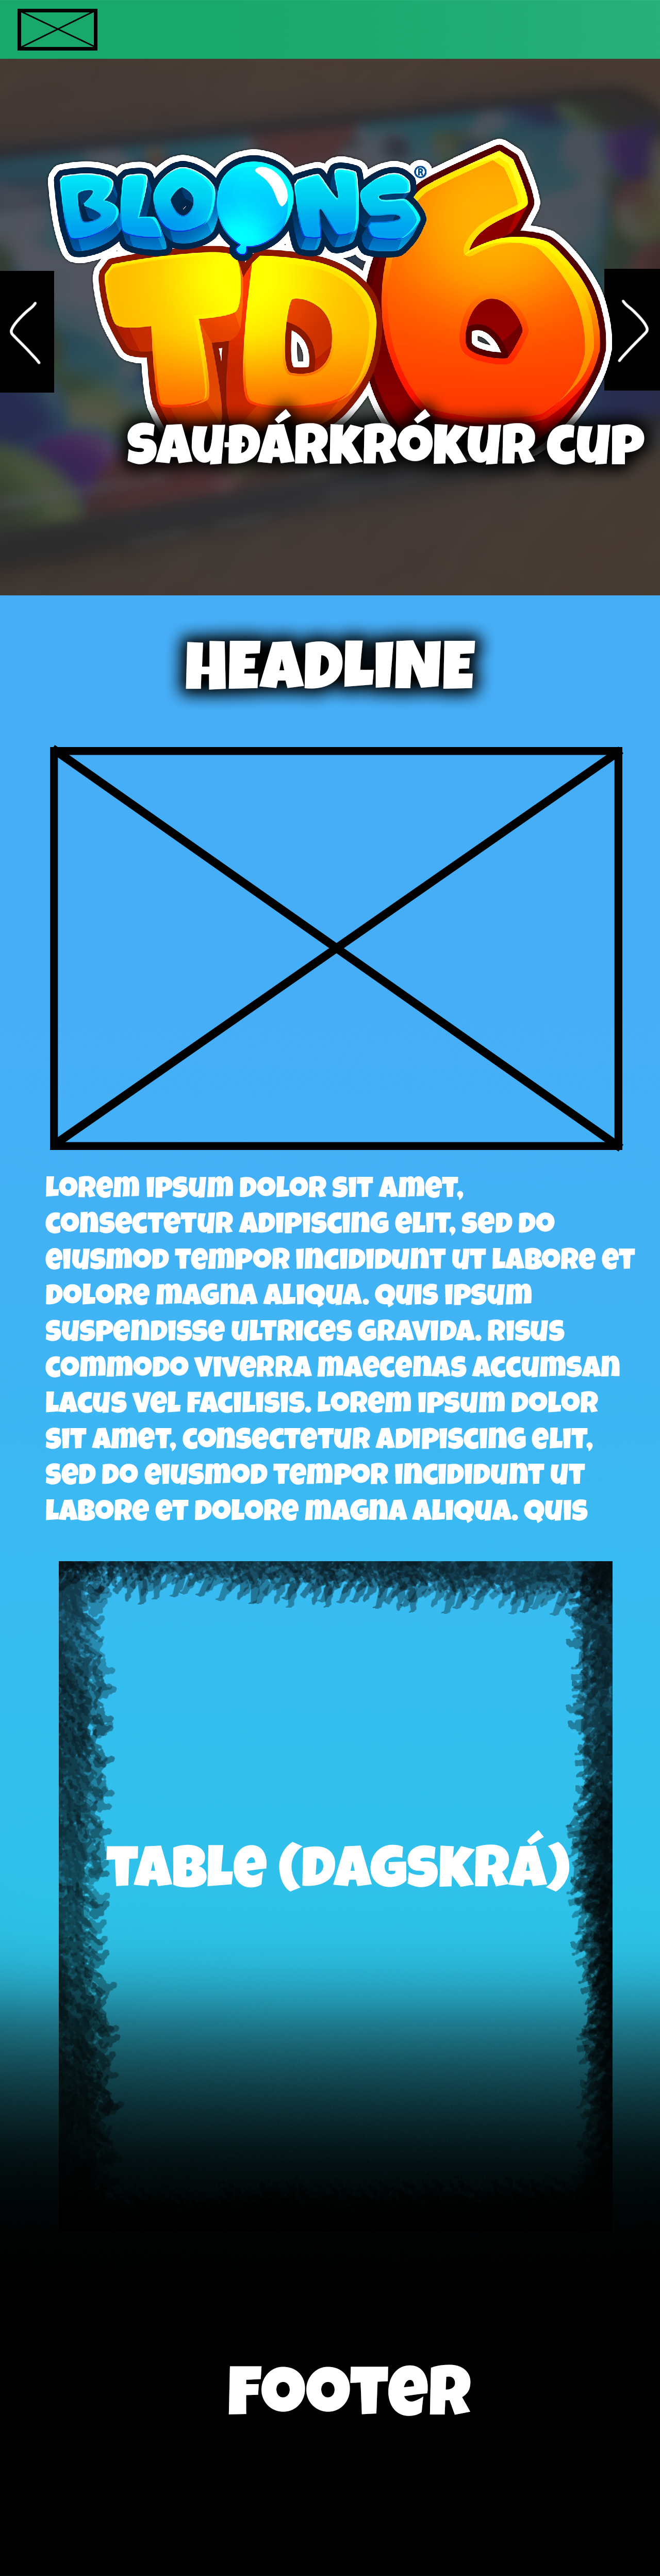 BLOONS®
TD6
SAUÐÁRKRÓKUR CUP
HEADLINE
Lorem ipsum dolor sit amet,
consectetur adipiscing elit, sed do
eiusmod tempor incididunt ut labore et
dolore magna aliqua. Quis ipsum
suspendisse ultrices gravida. Risus
commodo viverra maecenas accumsan
lacus vel facilisis. Lorem ipsum dolor
sit amet, consectetur adipiscing elit,
sed do eiusmod tempor incididunt ut
labore et dolore magna aliqua. Quis
Table (Dagskrá)
Footer